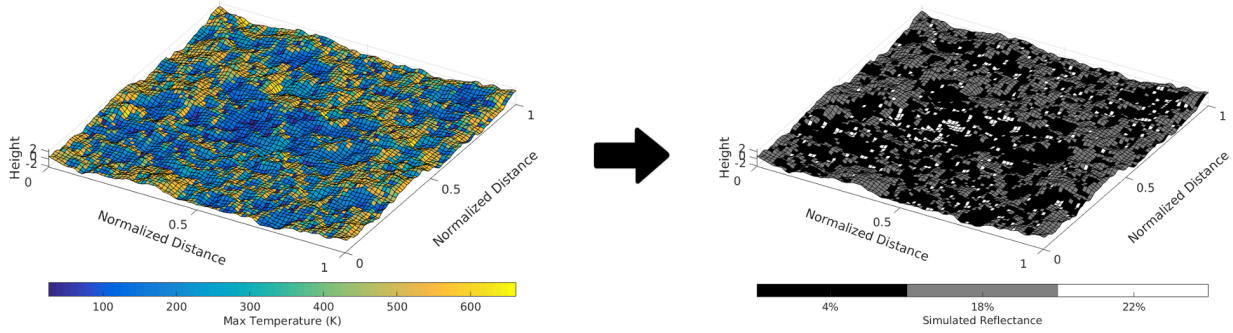 Height
2
0
-2
0
0.5
1
Normalized Distance
0
0.5
1
Normalized Distance
100 200 300 400 500 600
Max Temperature (K)
Height
2
0
-2
0
0.5
1
Normalized Distance
0
0.5
1
Normalized Distance
4% 18% 22%
Simulated Reflectance